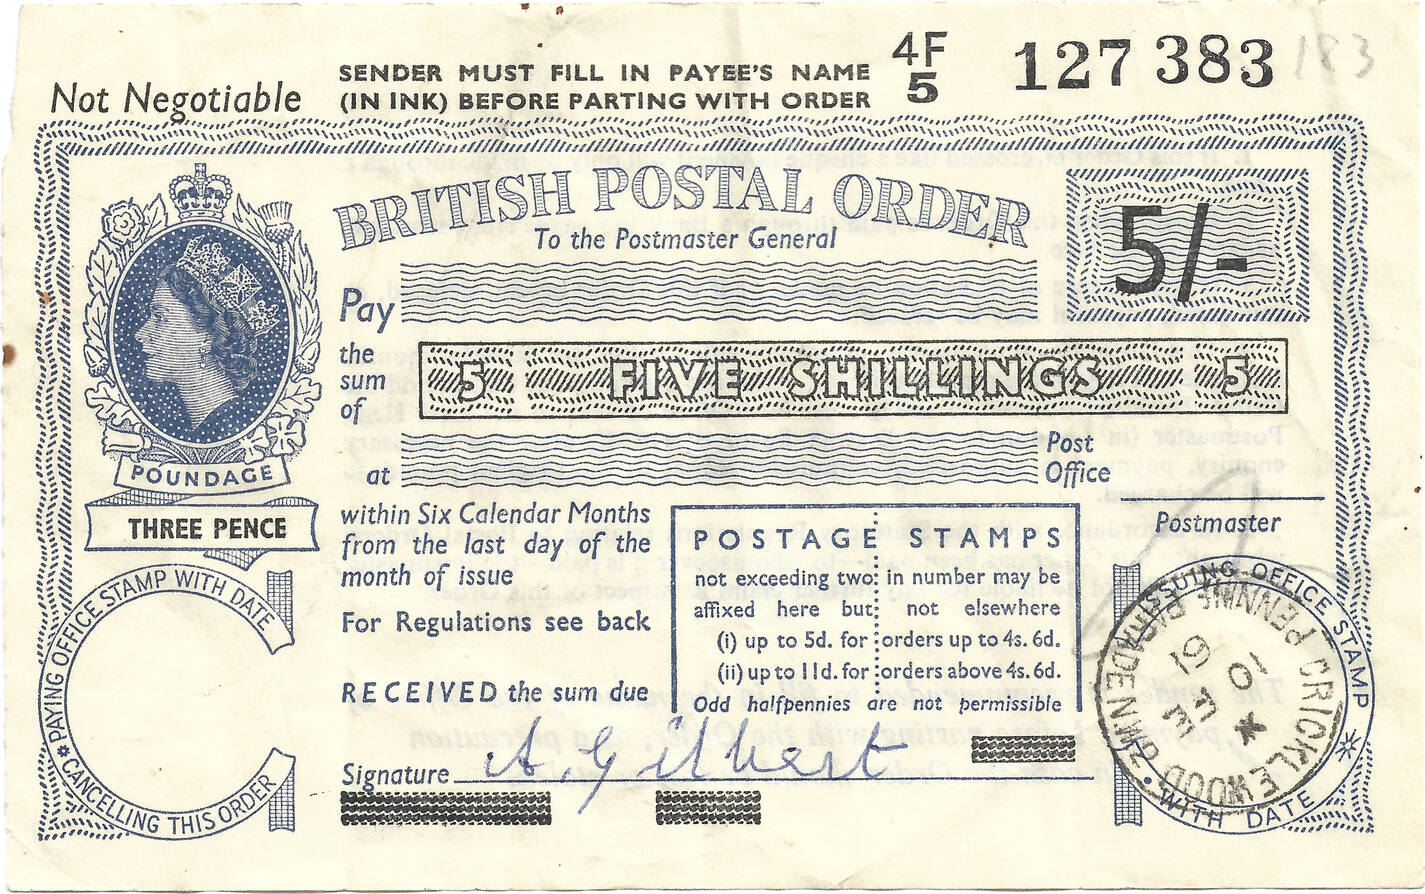 Not Negotiable
SENDER MUST FILL IN PAYEE'S NAME
(IN INK) BEFORE PARTING WITH ORDER
4F
5
127 383
183
BRITISH POSTAL ORDER
To the Postmaster General
5/-
Pay
the
sum
of
5 FIVE SHILLINGS 5
at
Post
Office
POUNDAGE
THREE PENCE
within Six Calendar Months
from the last day of the
month of issue
For Regulations see back
POSTAGE STAMPS
not exceeding two in number may be
affixed here but not elsewhere
(i) up to 5d. for orders up to 4s. 6d.
(ii) up to 11d. for orders above 4s. 6d.
Odd halfpennies are not permissible
Postmaster
RECEIVED the sum due
Signature A Gilbert
PAYING OFFICE STAMP WITH DATE
CANCELLING THIS ORDER
ISSUING OFFICE STAMP
WITH DATE
CRICKLEWOOD
10
61